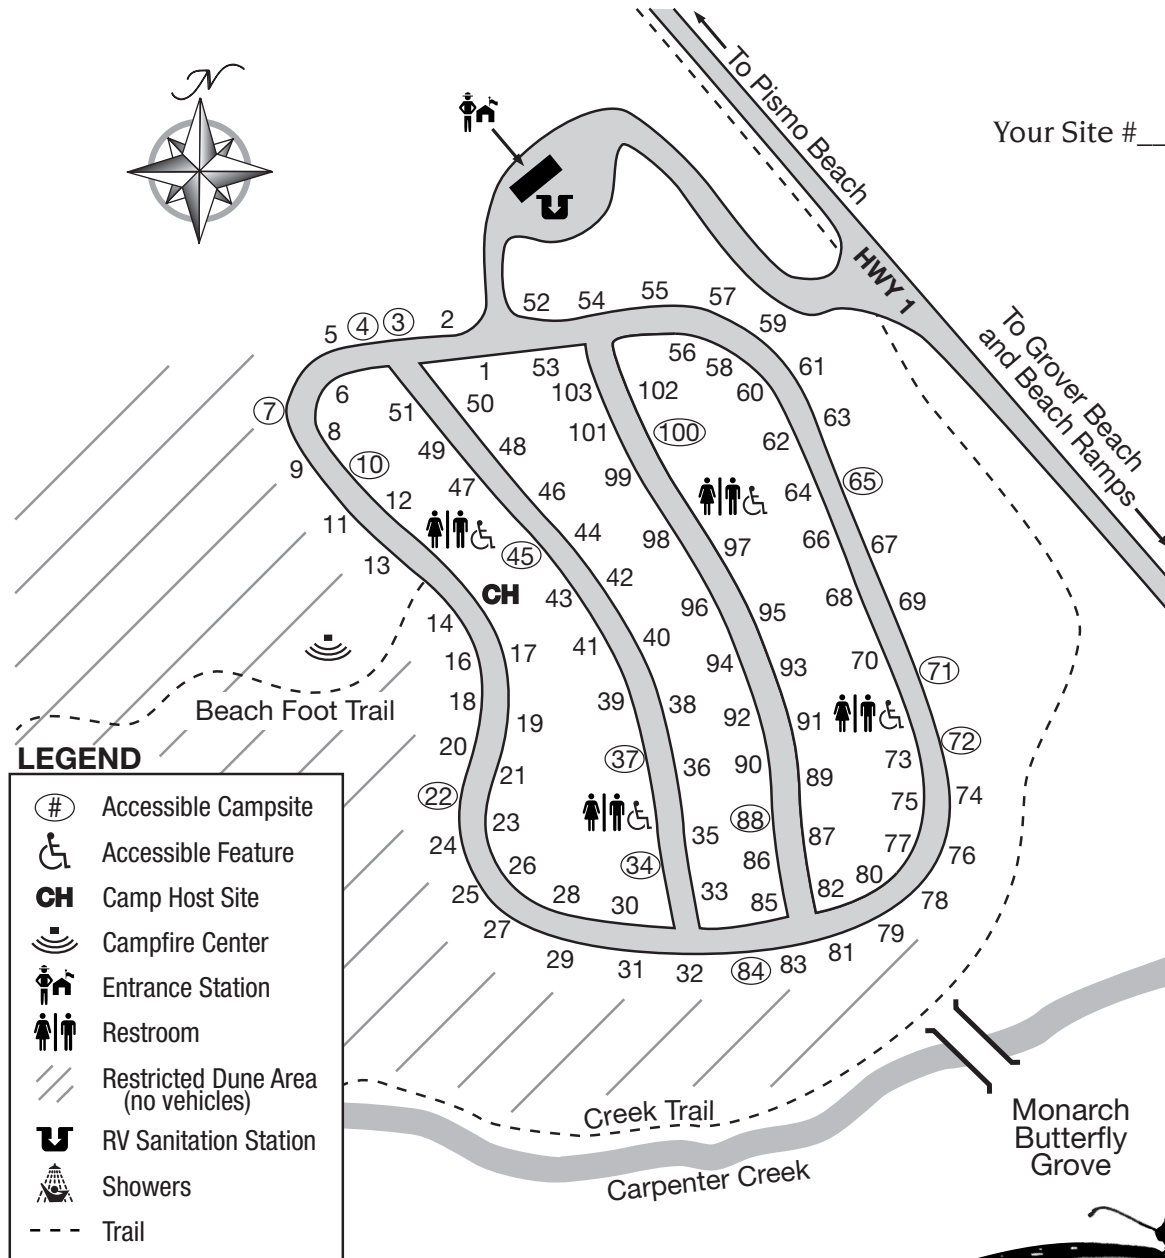 N
To Pismo Beach
Your Site #__
HWY 1
To Grover Beach
and Beach Ramps
5 4 3 2 52 54 55 57 59
1 53 56 58 60 61
7 6 51 50 103 102
8 49 48 101 100 62 63
9 10 12 47 46 99 64 65
11 45 44 98 97 66 67
13 CH 43 42 96 95 68 69
14 17 41 40 94 93 70 71
16 18 19 39 38 92 91 72
Beach Foot Trail
20 21 37 36 90 89 73
22 23 35 88 87 75 74
24 26 34 86 77 76
25 28 30 33 85 82 80 78
27 29 31 32 84 83 81 79
LEGEND
# Accessible Campsite
Accessible Feature
CH Camp Host Site
Campfire Center
Entrance Station
Restroom
Restricted Dune Area
(no vehicles)
RV Sanitation Station
Showers
Trail
Creek Trail
Carpenter Creek
Monarch
Butterfly
Grove